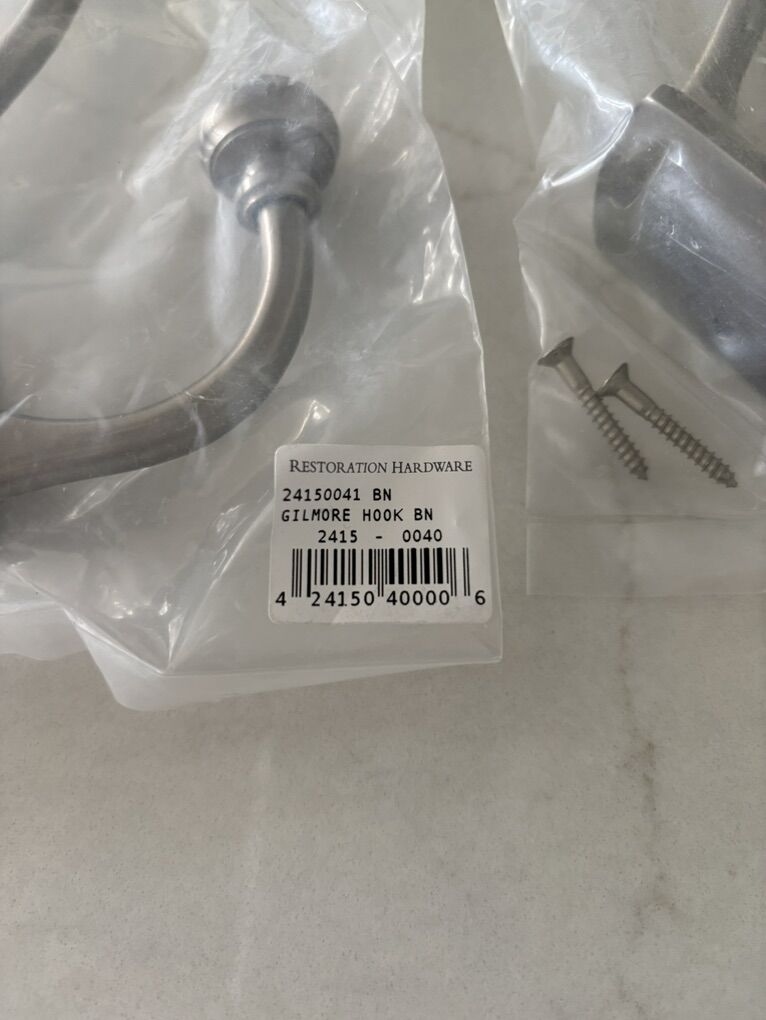 RESTORATION HARDWARE
24150041 BN
GILMORE HOOK BN
2415 - 0040
4 24150 40000 6